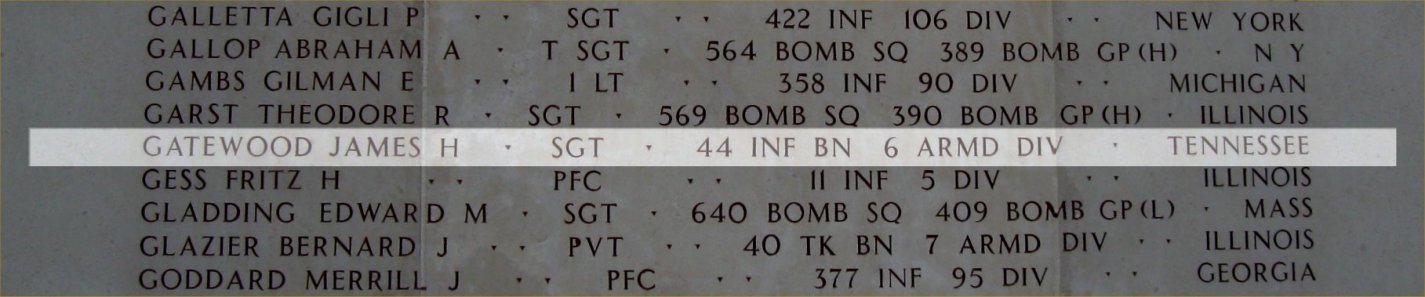 GALLETTA GIGLI P · · SGT · · 422 INF 106 DIV · · NEW YORK
GALLOP ABRAHAM A · T SGT · 564 BOMB SQ 389 BOMB GP(H) · N Y
GAMBS GILMAN E · · 1 LT · · 358 INF 90 DIV · · MICHIGAN
GARST THEODORE R · SGT · 569 BOMB SQ 390 BOMB GP(H) · ILLINOIS
GATEWOOD JAMES H · SGT · 44 INF BN 6 ARMD DIV · TENNESSEE
GESS FRITZ H · · PFC · · 11 INF 5 DIV · · ILLINOIS
GLADDING EDWARD M · SGT · 640 BOMB SQ 409 BOMB GP(L) · MASS
GLAZIER BERNARD J · · PVT · · 40 TK BN 7 ARMD DIV · · ILLINOIS
GODDARD MERRILL J · · PFC · · 377 INF 95 DIV · · GEORGIA